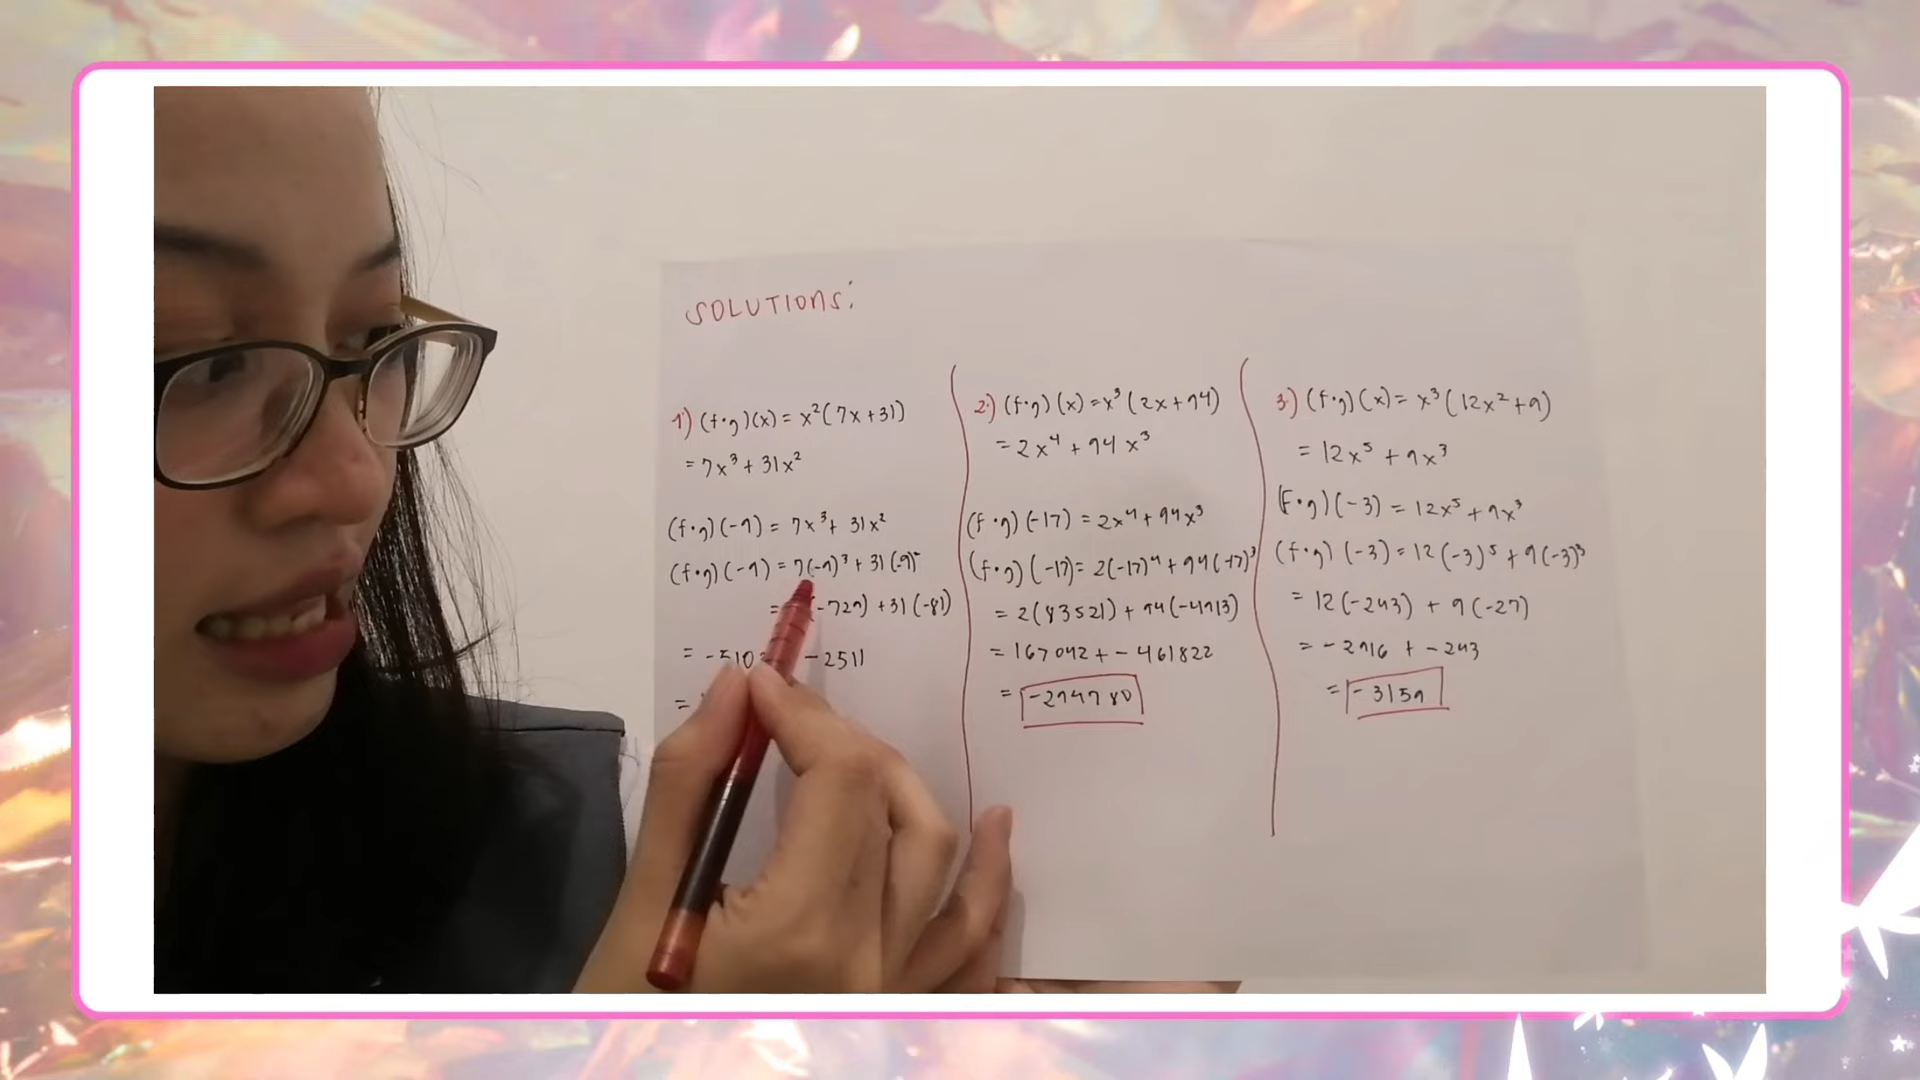 SOLUTIONS:
1) (f·g)(x) = x²(7x+31)
= 7x³ + 31x²
(f·g)(-9) = 7x³ + 31x²
(f·g)(-9) = 7(-9)³ + 31(-9)²
= (-729) + 31(-81)
= -510 -2511
=
2.) (f·g)(x) = x³(2x+94)
= 2x⁴ + 94x³
(f·g)(-17) = 2x⁴ + 94x³
(f·g)(-17) = 2(-17)⁴ + 94(-17)³
= 2(83521) + 94(-4913)
= 167042 + -461822
= -294780
3.) (f·g)(x) = x³(12x²+9)
= 12x⁵ + 9x³
(f·g)(-3) = 12x⁵ + 9x³
(f·g)(-3) = 12(-3)⁵ + 9(-3)³
= 12(-243) + 9(-27)
= -2916 + -243
= -3159